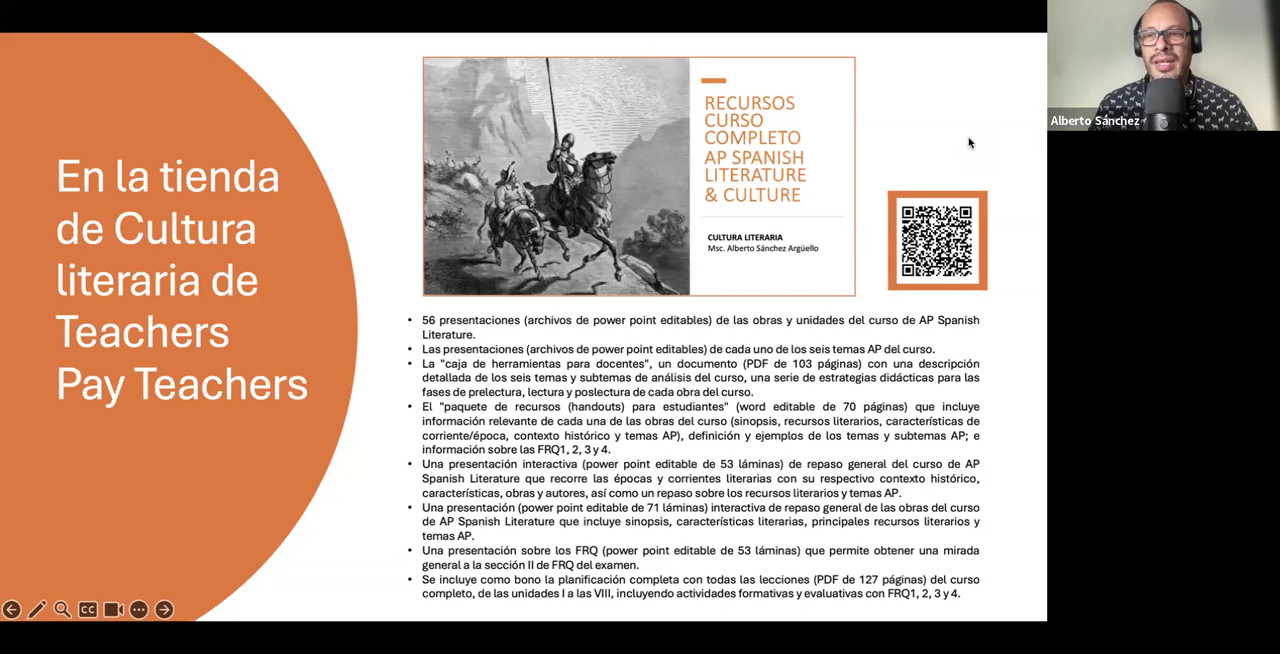 En la tienda
de Cultura
literaria de
Teachers
Pay Teachers
RECURSOS
CURSO
COMPLETO
AP SPANISH
LITERATURE
& CULTURE
CULTURA LITERARIA
Msc. Alberto Sánchez Argüello
Alberto Sánchez
• 56 presentaciones (archivos de power point editables) de las obras y unidades del curso de AP Spanish
Literature.
• Las presentaciones (archivos de power point editables) de cada uno de los seis temas AP del curso.
• La "caja de herramientas para docentes", un documento (PDF de 103 páginas) con una descripción
detallada de los seis temas y subtemas de análisis del curso, una serie de estrategias didácticas para las
fases de prelectura, lectura y poslectura de cada obra del curso.
• El "paquete de recursos (handouts) para estudiantes" (word editable de 70 páginas) que incluye
información relevante de cada una de las obras del curso (sinopsis, recursos literarios, características de
corriente/época, contexto histórico y temas AP), definición y ejemplos de los temas y subtemas AP; e
información sobre las FRQ1, 2, 3 y 4.
• Una presentación interactiva (power point editable de 53 láminas) de repaso general del curso de AP
Spanish Literature que recorre las épocas y corrientes literarias con su respectivo contexto histórico,
características, obras y autores, así como un repaso sobre los recursos literarios y temas AP.
• Una presentación (power point editable de 71 láminas) interactiva de repaso general de las obras del curso
de AP Spanish Literature que incluye sinopsis, características literarias, principales recursos literarios y
temas AP.
• Una presentación sobre los FRQ (power point editable de 53 láminas) que permite obtener una mirada
general a la sección II de FRQ del examen.
• Se incluye como bono la planificación completa con todas las lecciones (PDF de 127 páginas) del curso
completo, de las unidades I a las VIII, incluyendo actividades formativas y evaluativas con FRQ1, 2, 3 y 4.
CC